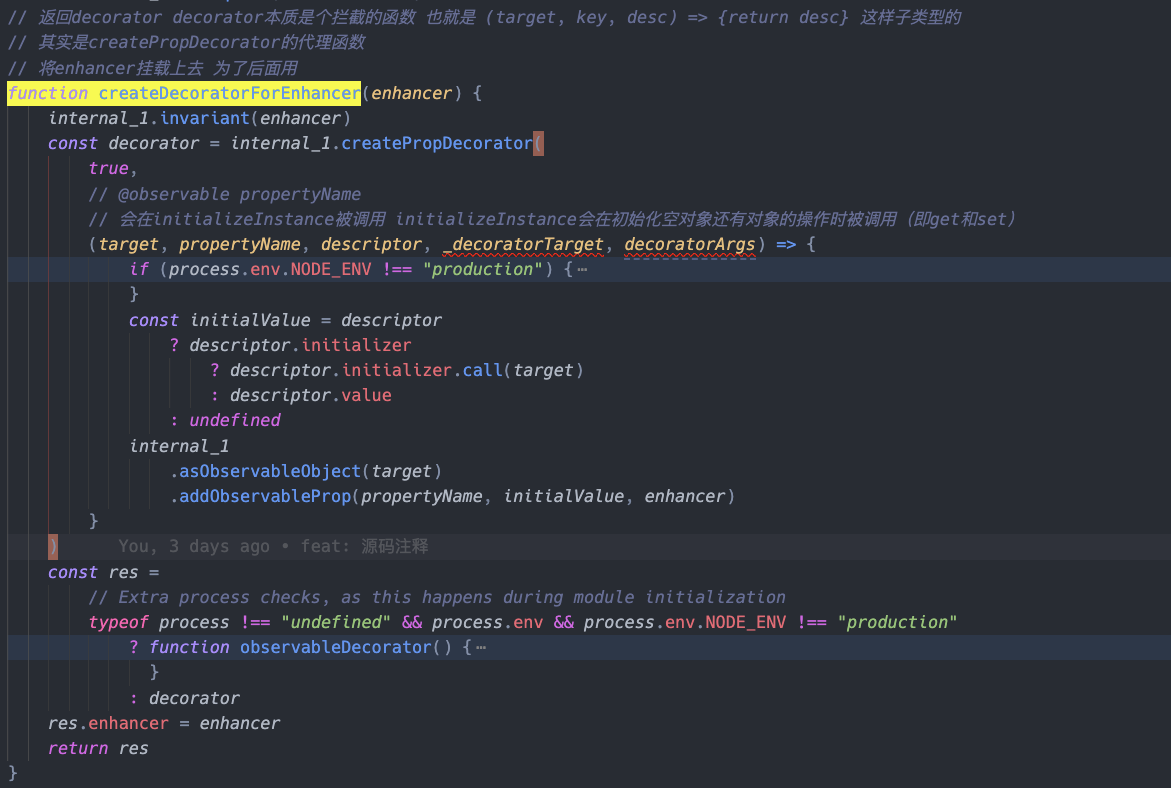 // 返回decorator decorator本质是个拦截的函数 也就是 (target, key, desc) => {return desc} 这样子类型的
// 其实是createPropDecorator的代理函数
// 将enhancer挂载上去 为了后面用
function createDecoratorForEnhancer(enhancer) {
    internal_1.invariant(enhancer)
    const decorator = internal_1.createPropDecorator(
        true,
        // @observable propertyName
        // 会在initializeInstance被调用 initializeInstance会在初始化空对象还有对象的操作时被调用（即get和set）
        (target, propertyName, descriptor, _decoratorTarget, decoratorArgs) => {
            if (process.env.NODE_ENV !== "production") {⋯
            }
            const initialValue = descriptor
                ? descriptor.initializer
                    ? descriptor.initializer.call(target)
                    : descriptor.value
                : undefined
            internal_1
                .asObservableObject(target)
                .addObservableProp(propertyName, initialValue, enhancer)
        }
    )      You, 3 days ago • feat: 源码注释
    const res =
        // Extra process checks, as this happens during module initialization
        typeof process !== "undefined" && process.env && process.env.NODE_ENV !== "production"
            ? function observableDecorator() {⋯
              }
            : decorator
    res.enhancer = enhancer
    return res
}